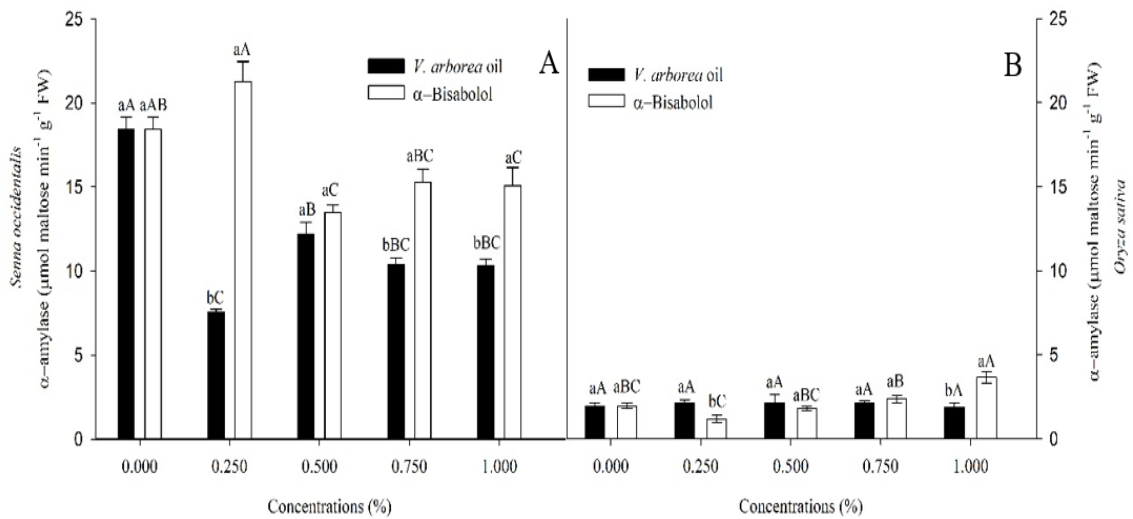 25
20
15
10
5
0
Senna occidentalis
α-amylase (µmol maltose min⁻¹ g⁻¹ FW)
V. arborea oil
α−Bisabolol
A
aA aAB
bC
aA
aB
aC
bBC
aBC
bBC
aC
0.000 0.250 0.500 0.750 1.000
Concentrations (%)
V. arborea oil
α−Bisabolol
B
aA
aBC
aA
bC
aA
aBC
aA
aB
bA
aA
0.000 0.250 0.500 0.750 1.000
Concentrations (%)
25
20
15
10
5
0
α-amylase (µmol maltose min⁻¹ g⁻¹ FW)
Oryza sativa